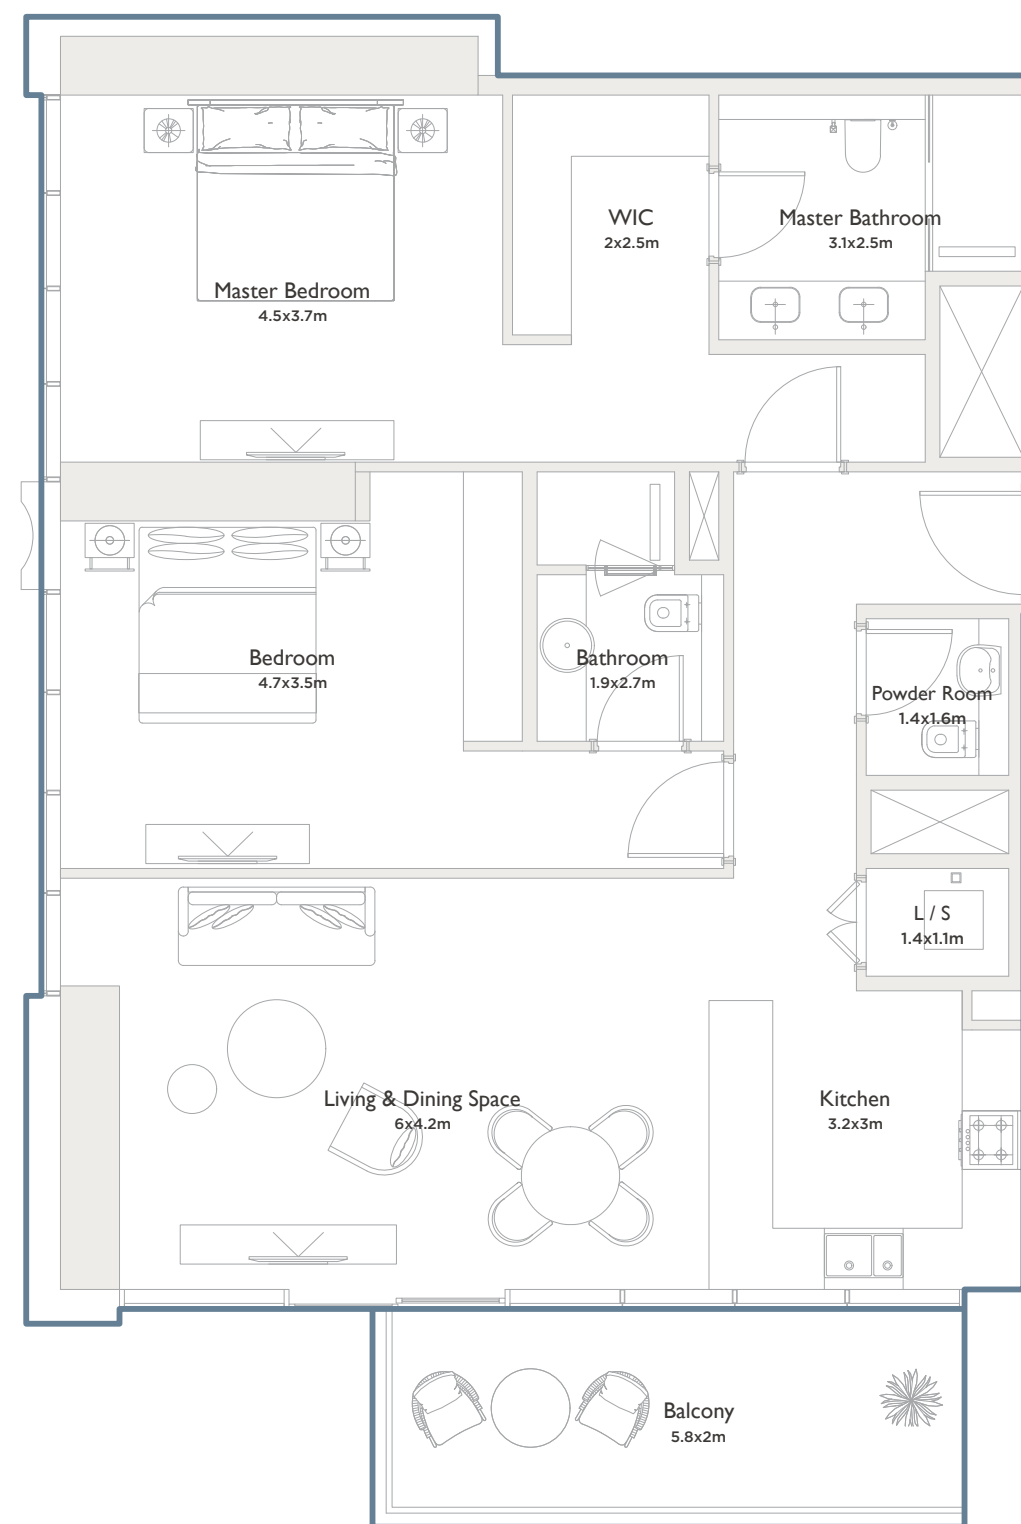 WIC
2x2.5m
Master Bathroom
3.1x2.5m
Master Bedroom
4.5x3.7m
Bedroom
4.7x3.5m
Bathroom
1.9x2.7m
Powder Room
1.4x1.6m
L / S
1.4x1.1m
Living & Dining Space
6x4.2m
Kitchen
3.2x3m
Balcony
5.8x2m